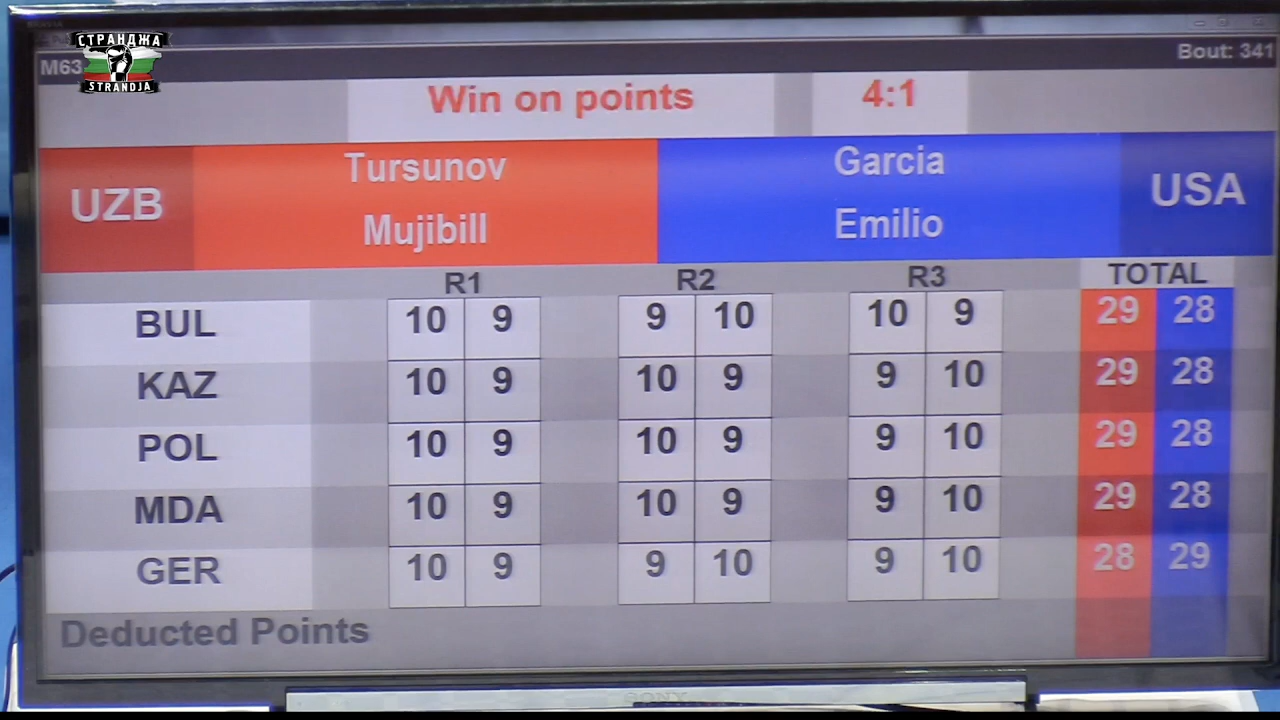 СТРАНДЖА
STRANDJA
M63
Bout: 341
Win on points 4:1
UZB Tursunov Mujibill Garcia Emilio USA
R1 R2 R3 TOTAL
BUL 10 9 9 10 10 9 29 28
KAZ 10 9 10 9 9 10 29 28
POL 10 9 10 9 9 10 29 28
MDA 10 9 10 9 9 10 29 28
GER 10 9 9 10 9 10 28 29
Deducted Points
SONY